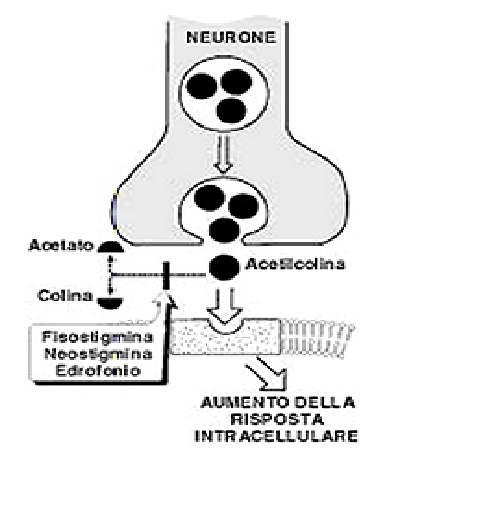 NEURONE
Acetato
Acetilcolina
Colina
Fisostigmina
Neostigmina
Edrofonio
AUMENTO DELLA
RISPOSTA
INTRACELLULARE